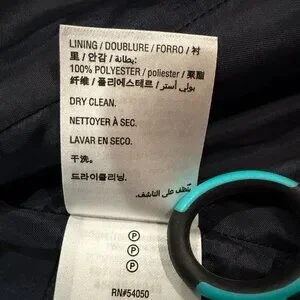 LINING / DOUBLURE / FORRO / 衬
里 / 안감 / بطانة:
100% POLYESTER / poliester / 聚酯
纤维 / 폴리에스테르 / بولي أستر
DRY CLEAN.
NETTOYER À SEC.
LAVAR EN SECO.
干洗。
드라이클리닝.
يُنظف على الناشف.
P
P
P
RN#54050